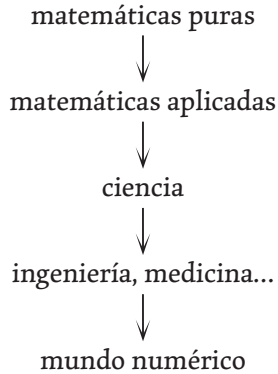 matemáticas puras
matemáticas aplicadas
ciencia
ingeniería, medicina...
mundo numérico